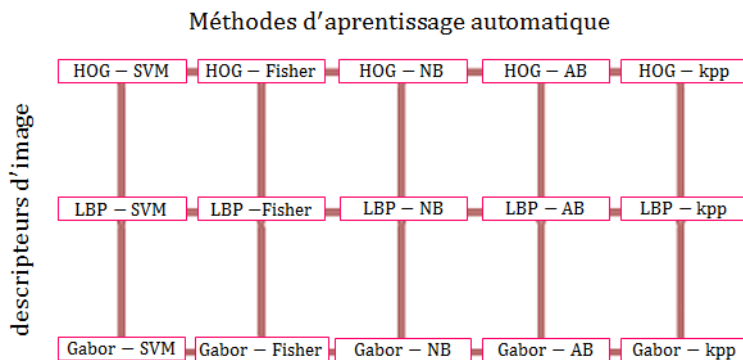 Méthodes d'aprentissage automatique
HOG − SVM HOG − Fisher HOG − NB HOG − AB HOG − kpp
descripteurs d'image
LBP − SVM LBP −Fisher LBP − NB LBP − AB LBP − kpp
Gabor − SVM Gabor − Fisher Gabor − NB Gabor − AB Gabor − kpp